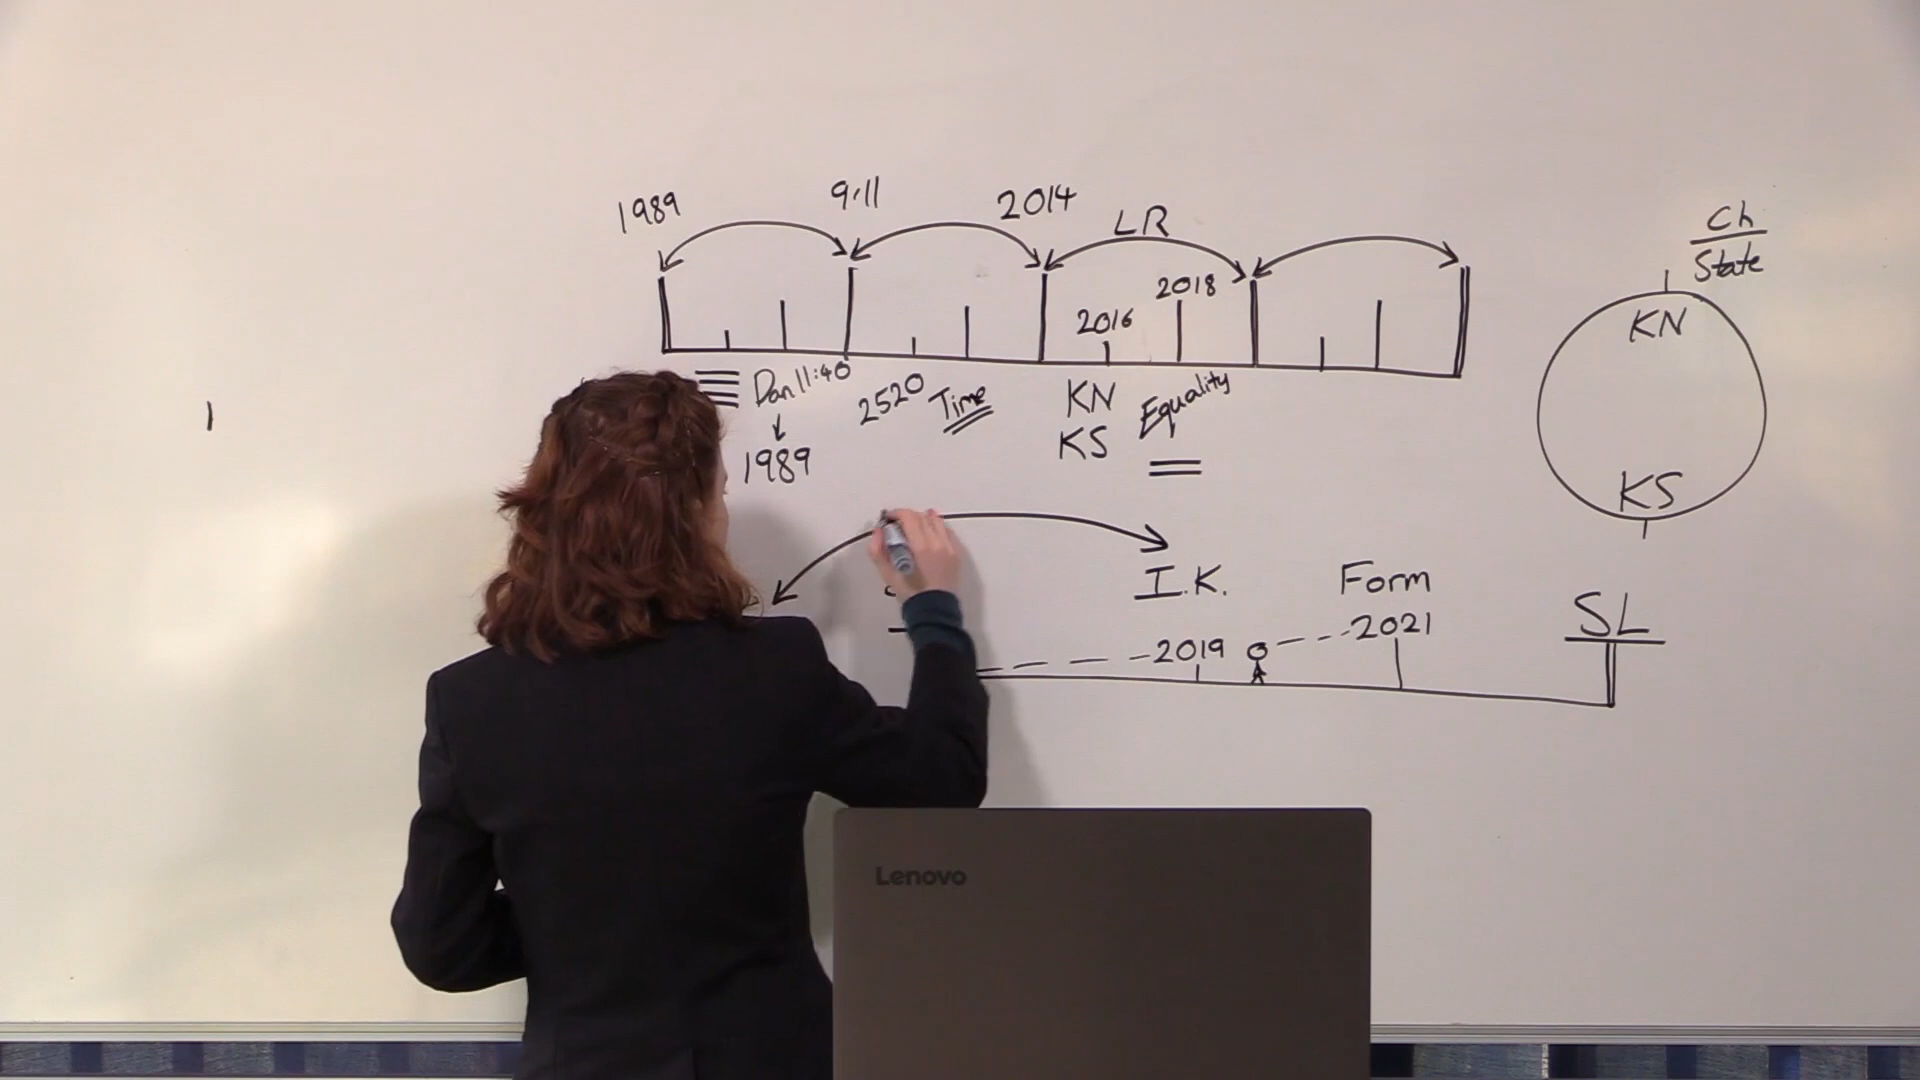 1989
9·11
2014
LR
Ch
State
2016
2018
KN
KS
Dan 11:40
1989
2520
Time
KN
KS
Equality
I.K.
Form
2019
2021
SL
Lenovo